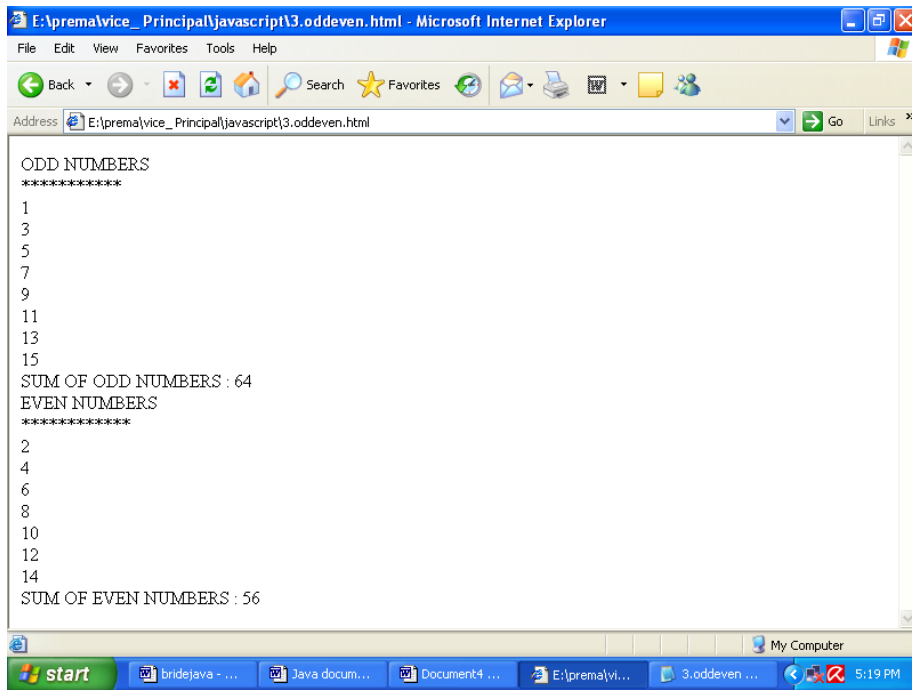 E:\prema\vice_ Principal\javascript\3.oddeven.html - Microsoft Internet Explorer
File Edit View Favorites Tools Help
Back Search Favorites
Address E:\prema\vice_ Principal\javascript\3.oddeven.html Go Links »
ODD NUMBERS
***********
1
3
5
7
9
11
13
15
SUM OF ODD NUMBERS : 64
EVEN NUMBERS
************
2
4
6
8
10
12
14
SUM OF EVEN NUMBERS : 56
My Computer
start bridejava - ... Java docum... Document4 ... E:\prema\vi... 3.oddeven ... 5:19 PM